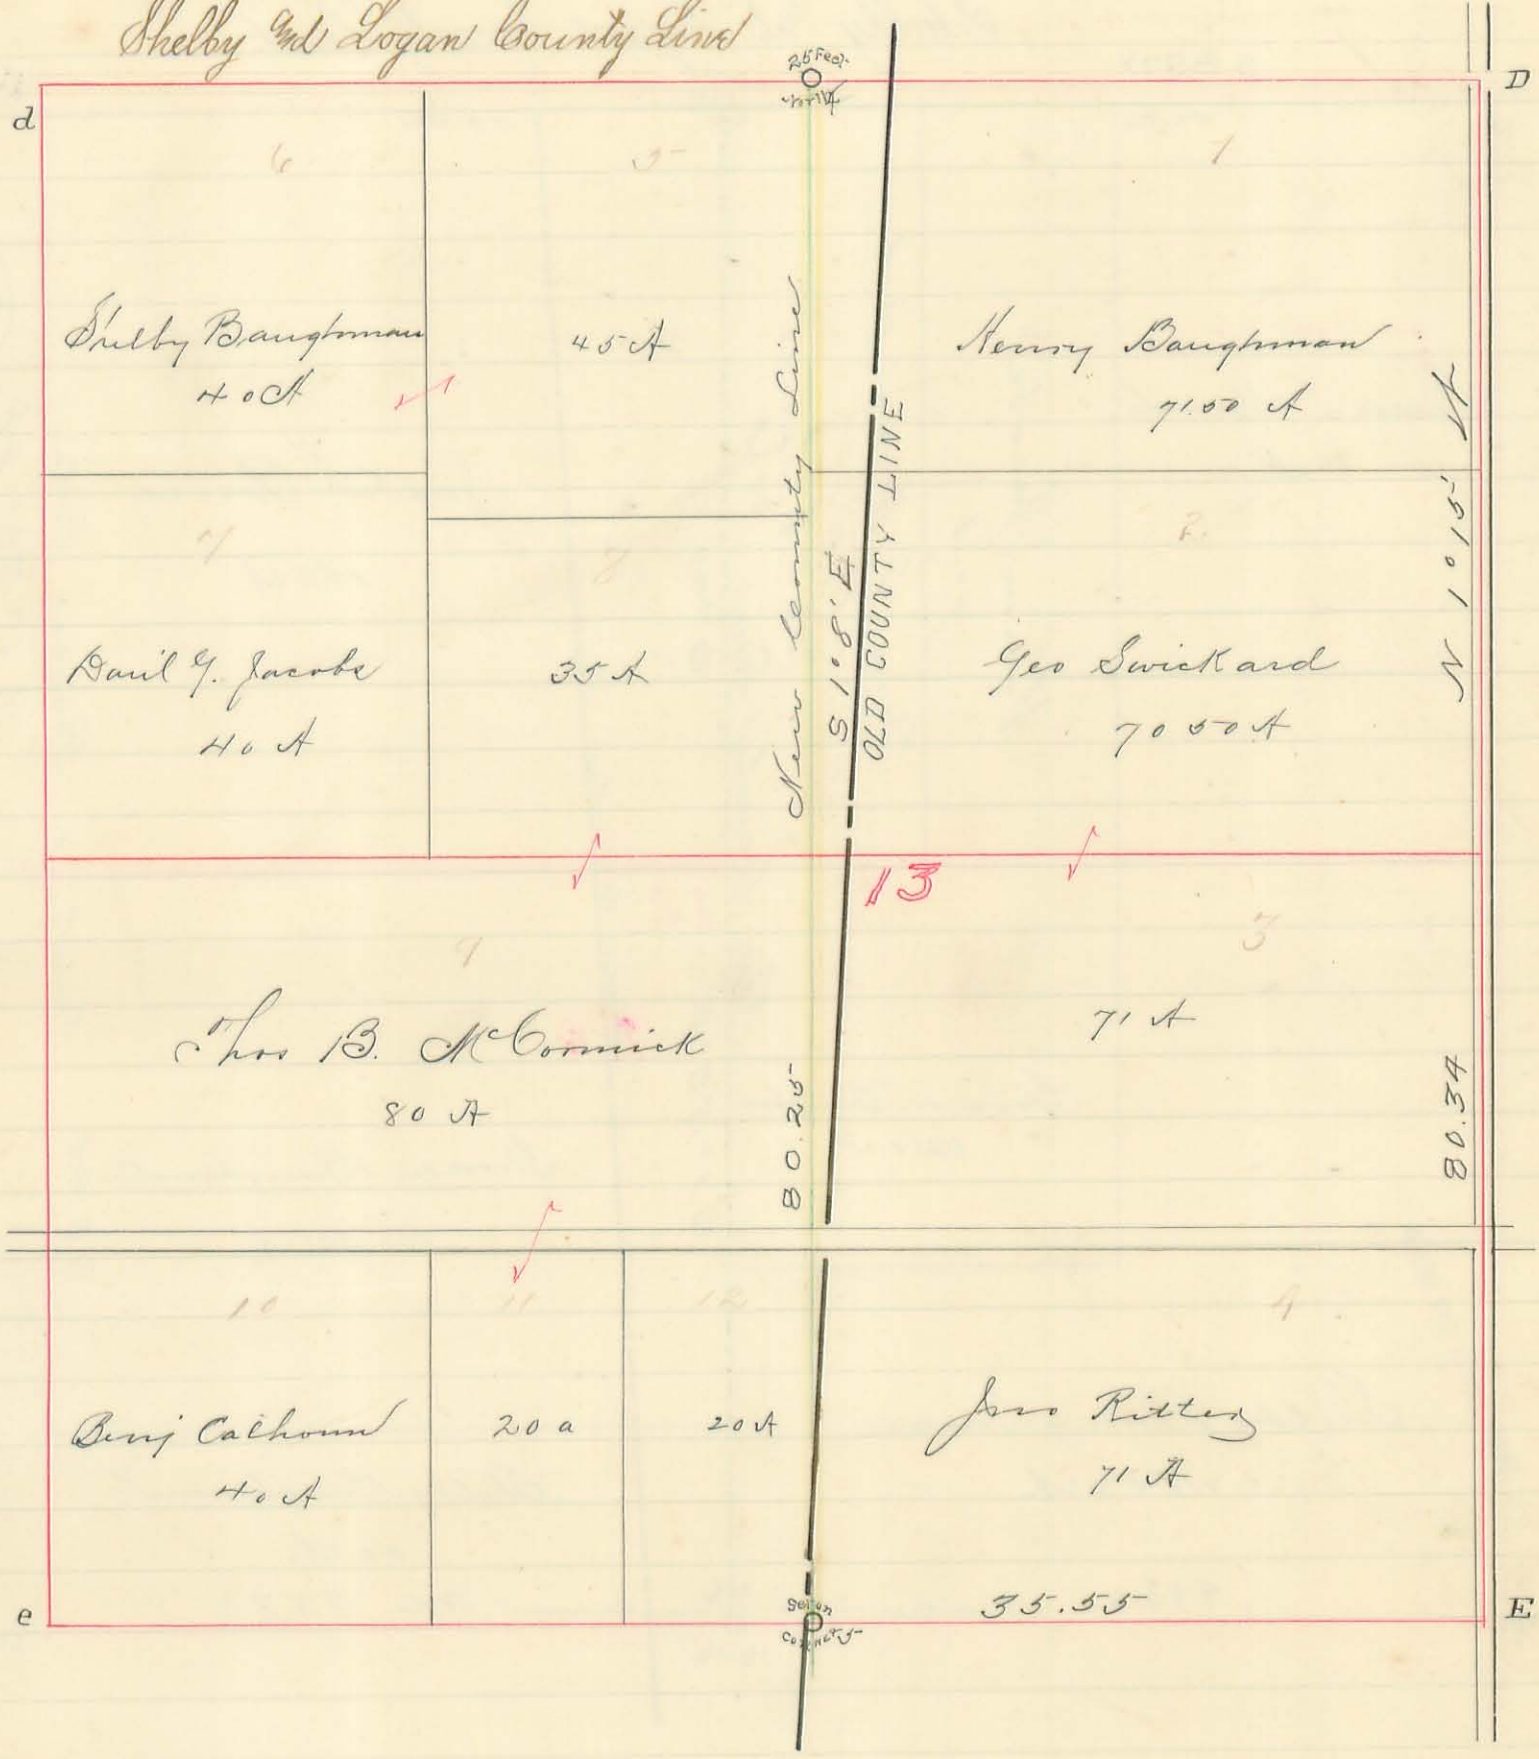 Shelby and Logan County Line
25 Feet
North
d
D
6
5
1
Shelby Baughman
40 A
45 A
Henry Baughman
71.50 A
New County Line
S 1° 8' E
OLD COUNTY LINE
N 1° 15' W
7
8
2
Danl Y. Jacobs
40 A
35 A
Geo Swickard
70 50 A
13
9
3
Thos B. McCormick
80 A
71 A
80.25
80.34
10
11
12
4
Benj Calhoun
40 A
20 a
20 A
Jno Ritter
71 A
35.55
e
Set on
Corner
E